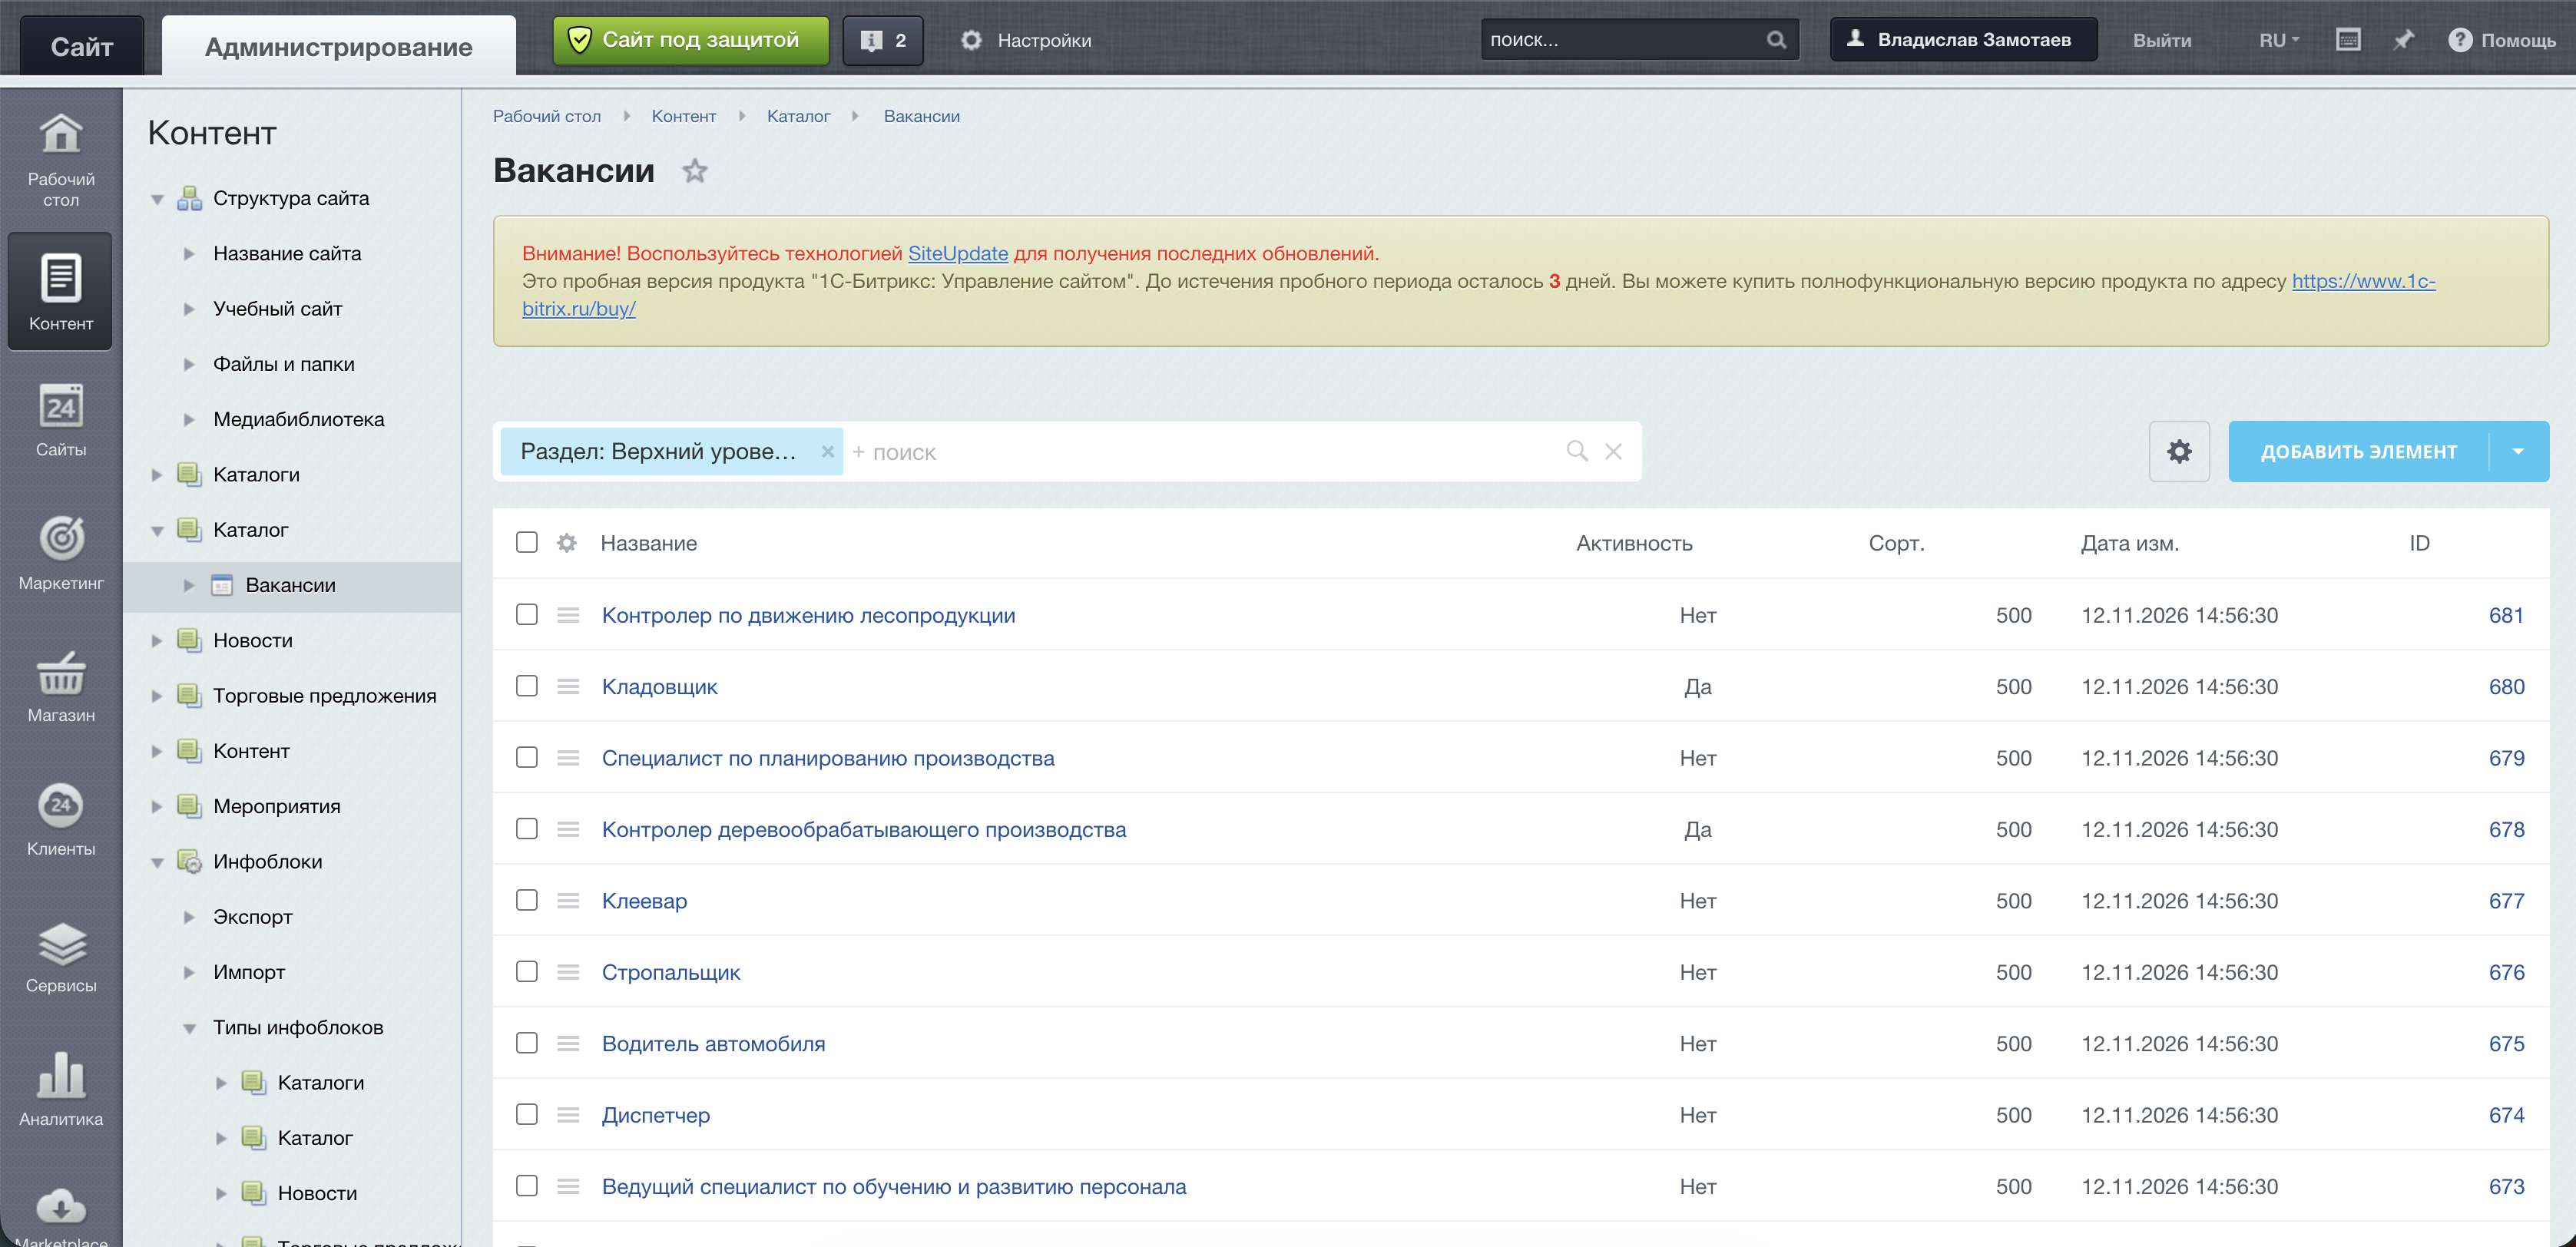 Сайт
Администрирование
Сайт под защитой
2
Настройки
поиск...
Владислав Замотаев
Выйти
RU
Помощь
Рабочий
стол
Контент
24
Сайты
Маркетинг
Магазин
24
Клиенты
Сервисы
Аналитика
Marketplace
Контент
Структура сайта
Название сайта
Учебный сайт
Файлы и папки
Медиабиблиотека
Каталоги
Каталог
Вакансии
Новости
Торговые предложения
Контент
Мероприятия
Инфоблоки
Экспорт
Импорт
Типы инфоблоков
Каталоги
Каталог
Новости
Рабочий стол
Контент
Каталог
Вакансии
Вакансии
Внимание! Воспользуйтесь технологией SiteUpdate для получения последних обновлений.
Это пробная версия продукта "1С-Битрикс: Управление сайтом". До истечения пробного периода осталось 3 дней. Вы можете купить полнофункциональную версию продукта по адресу https://www.1c-
bitrix.ru/buy/
Раздел: Верхний урове... × + поиск
ДОБАВИТЬ ЭЛЕМЕНТ
Название Активность Сорт. Дата изм. ID
Контролер по движению лесопродукции Нет 500 12.11.2026 14:56:30 681
Кладовщик Да 500 12.11.2026 14:56:30 680
Специалист по планированию производства Нет 500 12.11.2026 14:56:30 679
Контролер деревообрабатывающего производства Да 500 12.11.2026 14:56:30 678
Клеевар Нет 500 12.11.2026 14:56:30 677
Стропальщик Нет 500 12.11.2026 14:56:30 676
Водитель автомобиля Нет 500 12.11.2026 14:56:30 675
Диспетчер Нет 500 12.11.2026 14:56:30 674
Ведущий специалист по обучению и развитию персонала Нет 500 12.11.2026 14:56:30 673